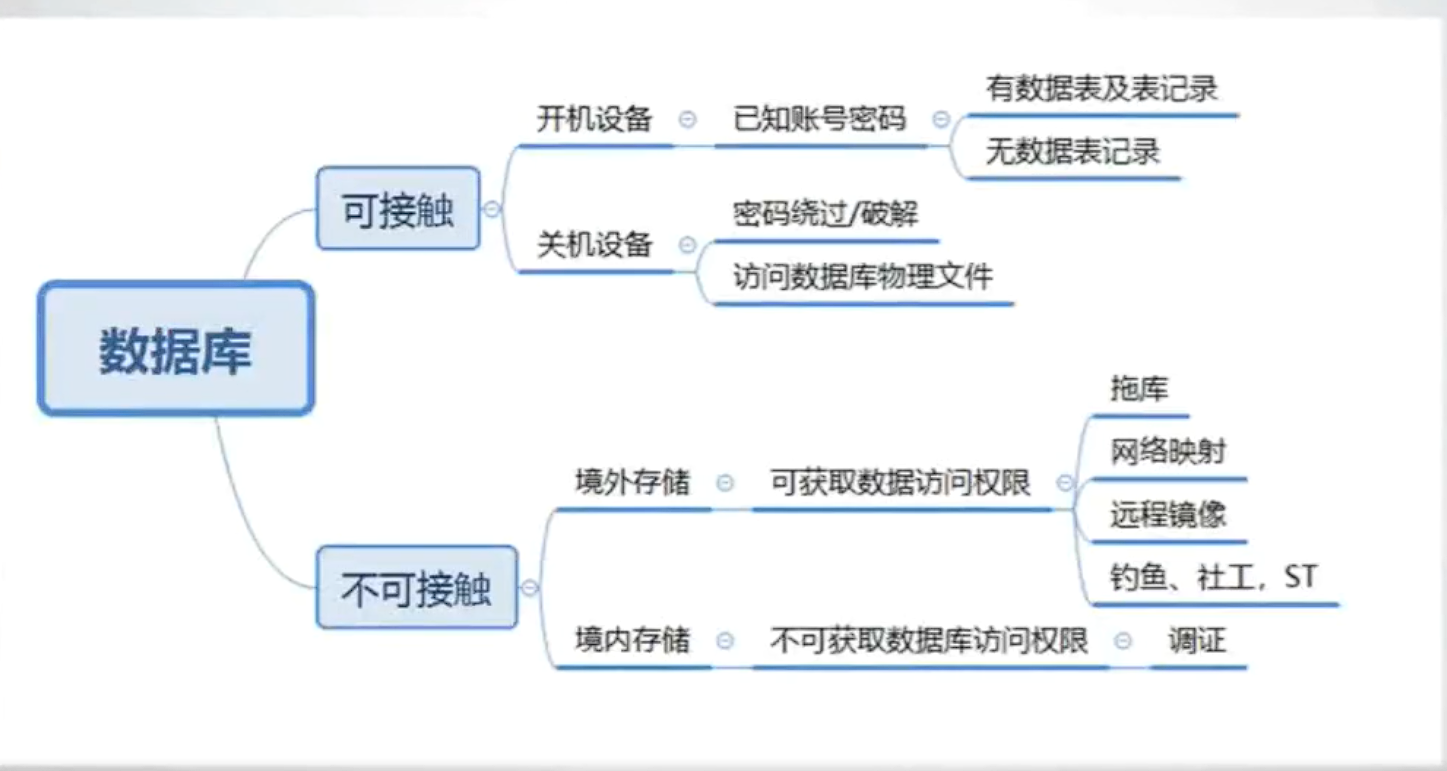 数据库
可接触
开机设备
已知账号密码
有数据表及表记录
无数据表记录
关机设备
密码绕过/破解
访问数据库物理文件
不可接触
境外存储
可获取数据访问权限
拖库
网络映射
远程镜像
钓鱼、社工，ST
境内存储
不可获取数据库访问权限
调证